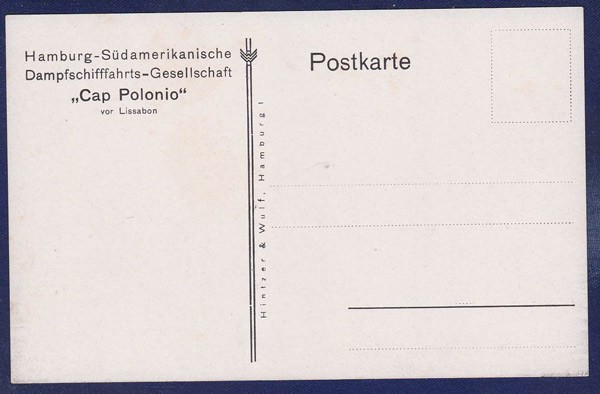 Hamburg-Südamerikanische
Dampfschifffahrts-Gesellschaft
„Cap Polonio“
vor Lissabon
Hintzer & Wulf, Hamburg 1
Postkarte